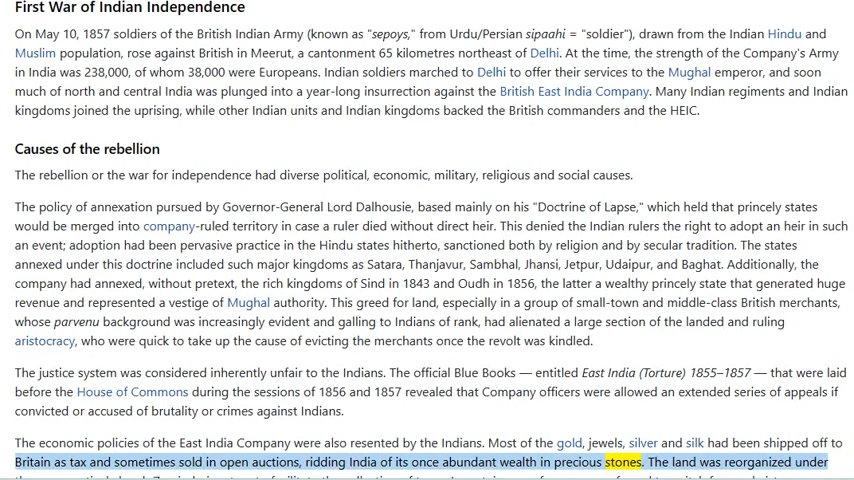 First War of Indian Independence
On May 10, 1857 soldiers of the British Indian Army (known as "sepoys," from Urdu/Persian sipaahi = "soldier"), drawn from the Indian Hindu and
Muslim population, rose against British in Meerut, a cantonment 65 kilometres northeast of Delhi. At the time, the strength of the Company's Army
in India was 238,000, of whom 38,000 were Europeans. Indian soldiers marched to Delhi to offer their services to the Mughal emperor, and soon
much of north and central India was plunged into a year-long insurrection against the British East India Company. Many Indian regiments and Indian
kingdoms joined the uprising, while other Indian units and Indian kingdoms backed the British commanders and the HEIC.
Causes of the rebellion
The rebellion or the war for independence had diverse political, economic, military, religious and social causes.
The policy of annexation pursued by Governor-General Lord Dalhousie, based mainly on his "Doctrine of Lapse," which held that princely states
would be merged into company-ruled territory in case a ruler died without direct heir. This denied the Indian rulers the right to adopt an heir in such
an event; adoption had been pervasive practice in the Hindu states hitherto, sanctioned both by religion and by secular tradition. The states
annexed under this doctrine included such major kingdoms as Satara, Thanjavur, Sambhal, Jhansi, Jetpur, Udaipur, and Baghat. Additionally, the
company had annexed, without pretext, the rich kingdoms of Sind in 1843 and Oudh in 1856, the latter a wealthy princely state that generated huge
revenue and represented a vestige of Mughal authority. This greed for land, especially in a group of small-town and middle-class British merchants,
whose parvenu background was increasingly evident and galling to Indians of rank, had alienated a large section of the landed and ruling
aristocracy, who were quick to take up the cause of evicting the merchants once the revolt was kindled.
The justice system was considered inherently unfair to the Indians. The official Blue Books — entitled East India (Torture) 1855–1857 — that were laid
before the House of Commons during the sessions of 1856 and 1857 revealed that Company officers were allowed an extended series of appeals if
convicted or accused of brutality or crimes against Indians.
The economic policies of the East India Company were also resented by the Indians. Most of the gold, jewels, silver and silk had been shipped off to
Britain as tax and sometimes sold in open auctions, ridding India of its once abundant wealth in precious stones. The land was reorganized under